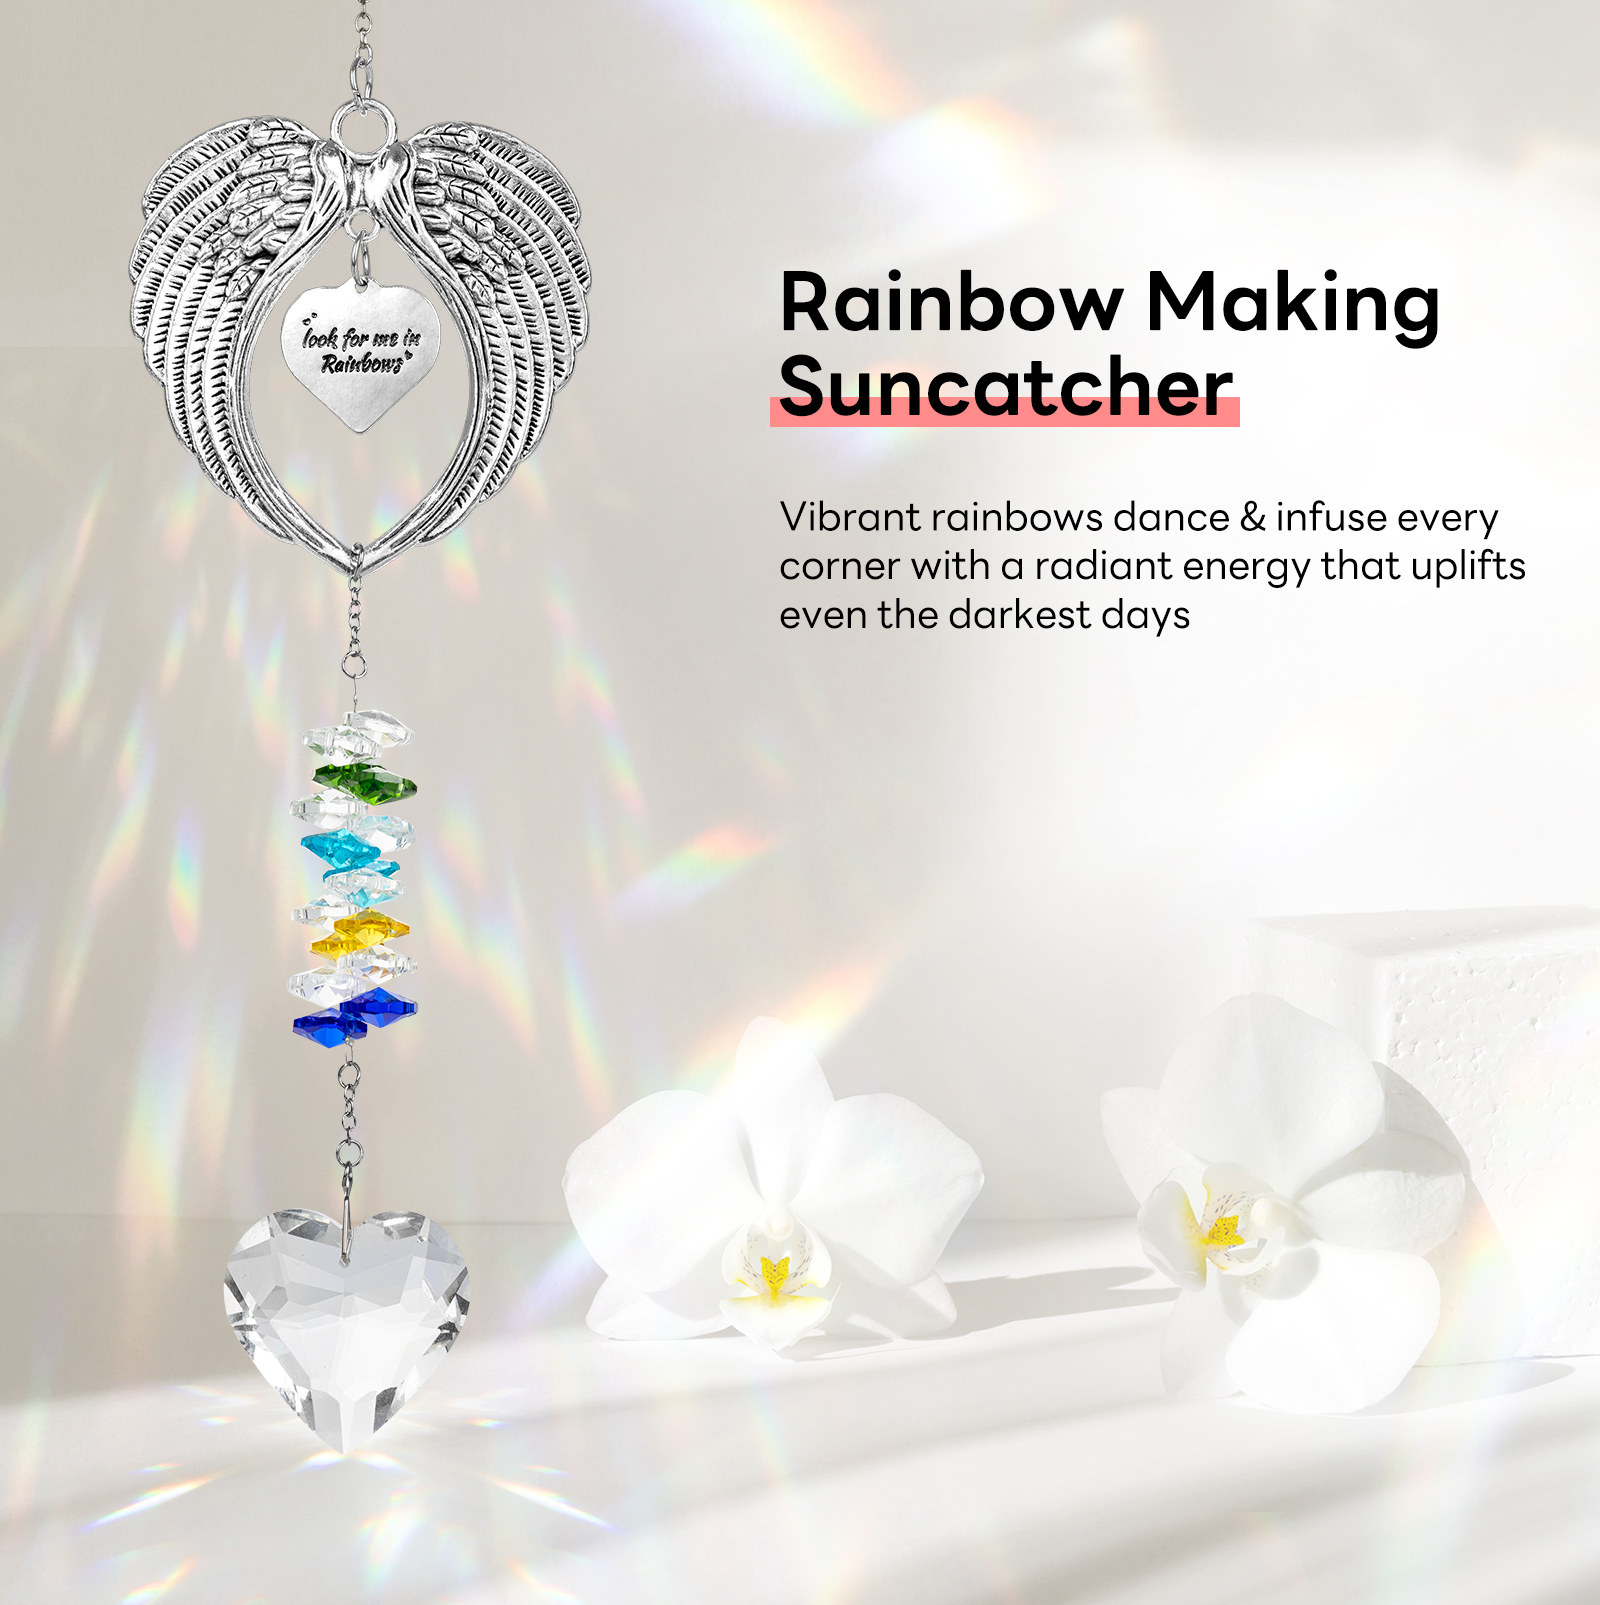 look for me in
Rainbows
Rainbow Making
Suncatcher
Vibrant rainbows dance & infuse every
corner with a radiant energy that uplifts
even the darkest days